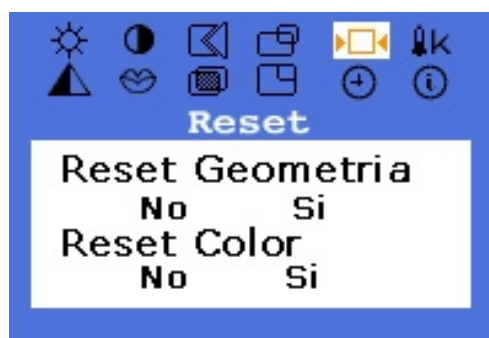 K
Reset
Reset Geometria
No Si
Reset Color
No Si